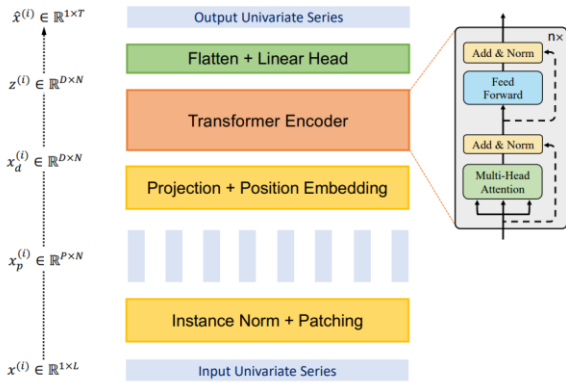 x̂^(i) ∈ ℝ^{1×T}
Output Univariate Series
Flatten + Linear Head
z^(i) ∈ ℝ^{D×N}
Transformer Encoder
x_d^(i) ∈ ℝ^{D×N}
Projection + Position Embedding
x_p^(i) ∈ ℝ^{P×N}
Instance Norm + Patching
x^(i) ∈ ℝ^{1×L}
Input Univariate Series
n×
Add & Norm
Feed
Forward
Add & Norm
Multi-Head
Attention